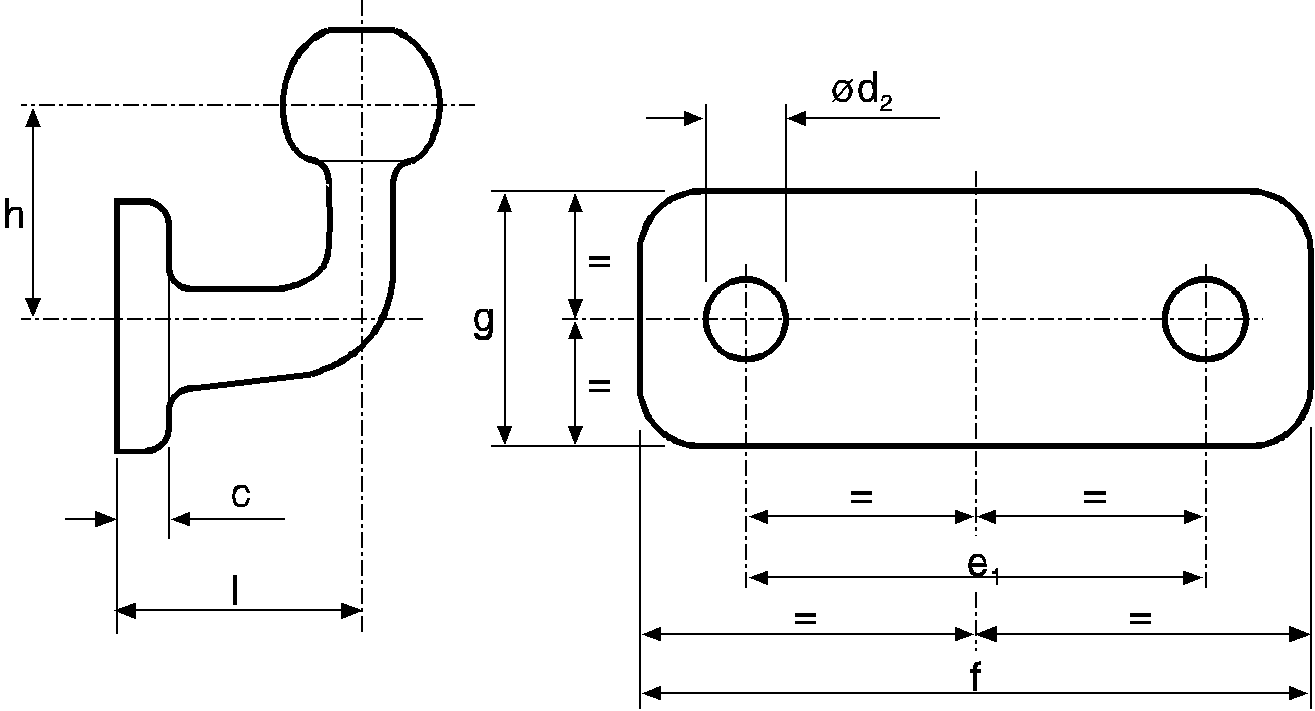 ød₂
h
=
g
=
c
=
=
e₁
l
=
=
f